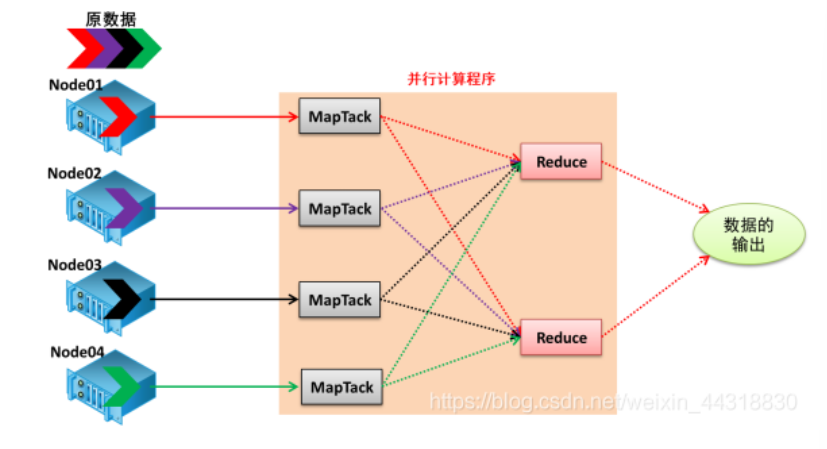 原数据
并行计算程序
Node01
MapTack
Reduce
Node02
MapTack
数据的
输出
Node03
MapTack
Reduce
Node04
MapTack
https://blog.csdn.net/weixin_44318830